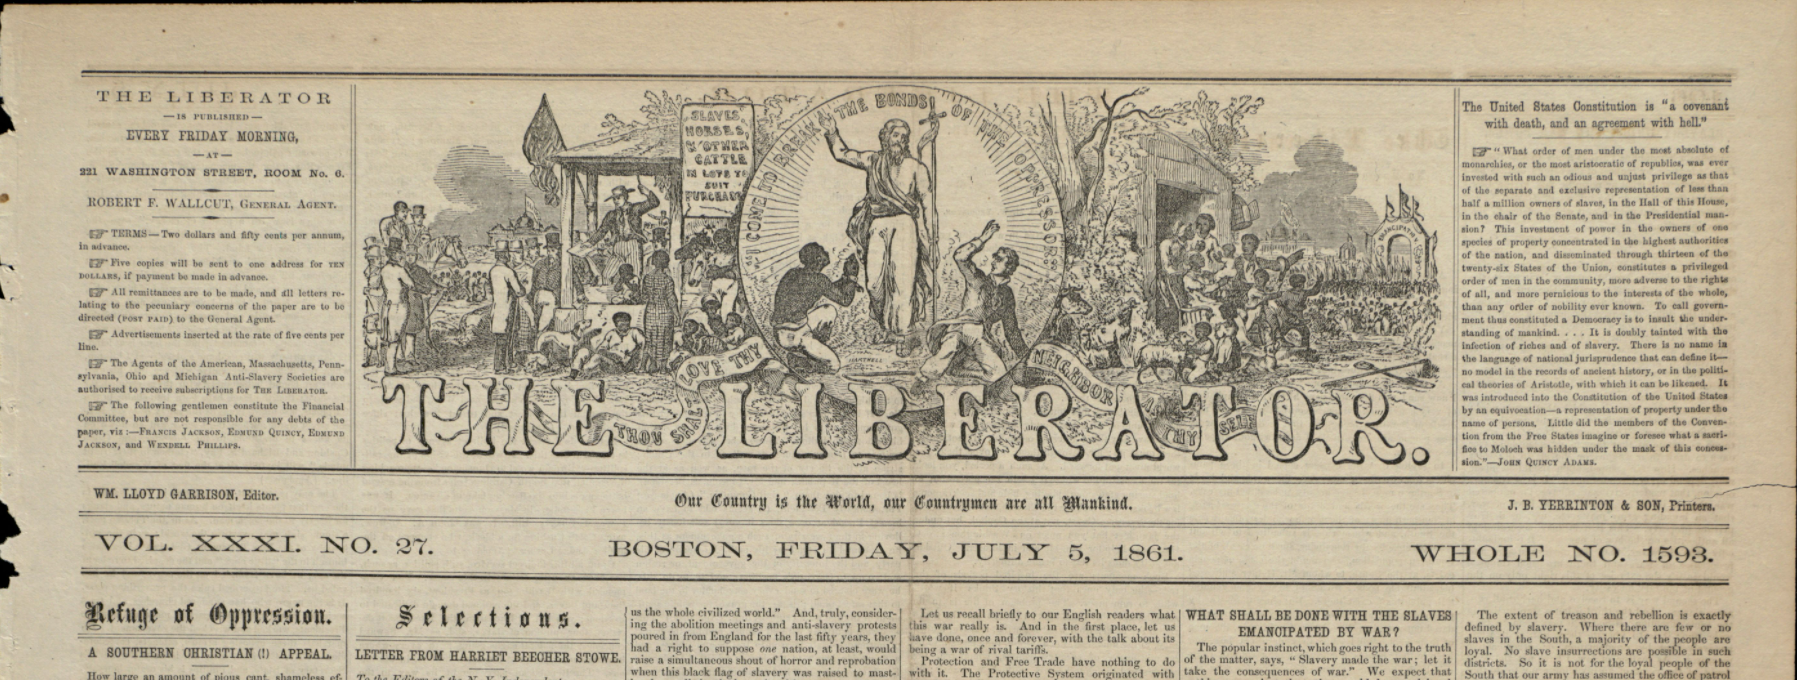 THE LIBERATOR
—IS PUBLISHED—
EVERY FRIDAY MORNING,
—AT—
221 WASHINGTON STREET, ROOM No. 6.
ROBERT F. WALLCUT, GENERAL AGENT.
☞ TERMS—Two dollars and fifty cents per annum,
in advance.
☞ Five copies will be sent to one address for TEN
DOLLARS, if payment be made in advance.
☞ All remittances are to be made, and all letters re-
lating to the pecuniary concerns of the paper are to be
directed (POST PAID) to the General Agent.
☞ Advertisements inserted at the rate of five cents per
line.
☞ The Agents of the American, Massachusetts, Penn-
sylvania, Ohio and Michigan Anti-Slavery Societies are
authorised to receive subscriptions for THE LIBERATOR.
☞ The following gentlemen constitute the Financial
Committee, but are not responsible for any debts of the
paper, viz:—FRANCIS JACKSON, EDMUND QUINCY, EDMUND
JACKSON, and WENDELL PHILLIPS.
SLAVES
HORSES,
& OTHER
CATTLE
IN LOTS TO
SUIT
PURCHASER
"I COME TO BREAK THE BONDS OF THE OPPRESSOR
EMANCIPATION
HARTWELL
THOU SHALT LOVE THY NEIGHBOR AS THY SELF
THE LIBERATOR.
The United States Constitution is "a covenant
with death, and an agreement with hell."
☞ "What order of men under the most absolute of
monarchies, or the most aristocratic of republics, was ever
invested with such an odious and unjust privilege as that
of the separate and exclusive representation of less than
half a million owners of slaves, in the Hall of this House,
in the chair of the Senate, and in the Presidential man-
sion? This investment of power in the owners of one
species of property concentrated in the highest authorities
of the nation, and disseminated through thirteen of the
twenty-six States of the Union, constitutes a privileged
order of men in the community, more adverse to the rights
of all, and more pernicious to the interests of the whole,
than any order of nobility ever known. To call govern-
ment thus constituted a Democracy is to insult the under-
standing of mankind. . . . It is doubly tainted with the
infection of riches and of slavery. There is no name in
the language of national jurisprudence that can define it—
no model in the records of ancient history, or in the politi-
cal theories of Aristotle, with which it can be likened. It
was introduced into the Constitution of the United States
by an equivocation—a representation of property under the
name of persons. Little did the members of the Conven-
tion from the Free States imagine or foresee what a sacri-
fice to Moloch was hidden under the mask of this conces-
sion."—JOHN QUINCY ADAMS.
WM. LLOYD GARRISON, Editor.
Our Country is the World, our Countrymen are all Mankind.
J. B. YERRINTON & SON, Printers.
VOL. XXXI. NO. 27.
BOSTON, FRIDAY, JULY 5, 1861.
WHOLE NO. 1593.
Refuge of Oppression.
A SOUTHERN CHRISTIAN (!) APPEAL.
How large an amount of pious cant, shameless ef-
Selections.
LETTER FROM HARRIET BEECHER STOWE.
To the Editors of the N. Y.
us the whole civilized world." And, truly, consider-
ing the abolition meetings and anti-slavery protests
poured in from England for the last fifty years, they
had a right to suppose one nation, at least, would
raise a simultaneous shout of horror and reprobation
when this black flag of slavery was raised to mast-
Let us recall briefly to our English readers what
this war really is. And in the first place, let us
have done, once and forever, with the talk about its
being a war of rival tariffs.
Protection and Free Trade have nothing to do
with it. The Protective System originated with
WHAT SHALL BE DONE WITH THE SLAVES
EMANCIPATED BY WAR?
The popular instinct, which goes right to the truth
of the matter, says, "Slavery made the war; let it
take the consequences of war." We expect that
The extent of treason and rebellion is exactly
defined by slavery. Where there are few or no
slaves in the South, a majority of the people are
loyal. No slave insurrections are possible in such
districts. So it is not for the loyal people of the
South that our army has assumed the office of patrol